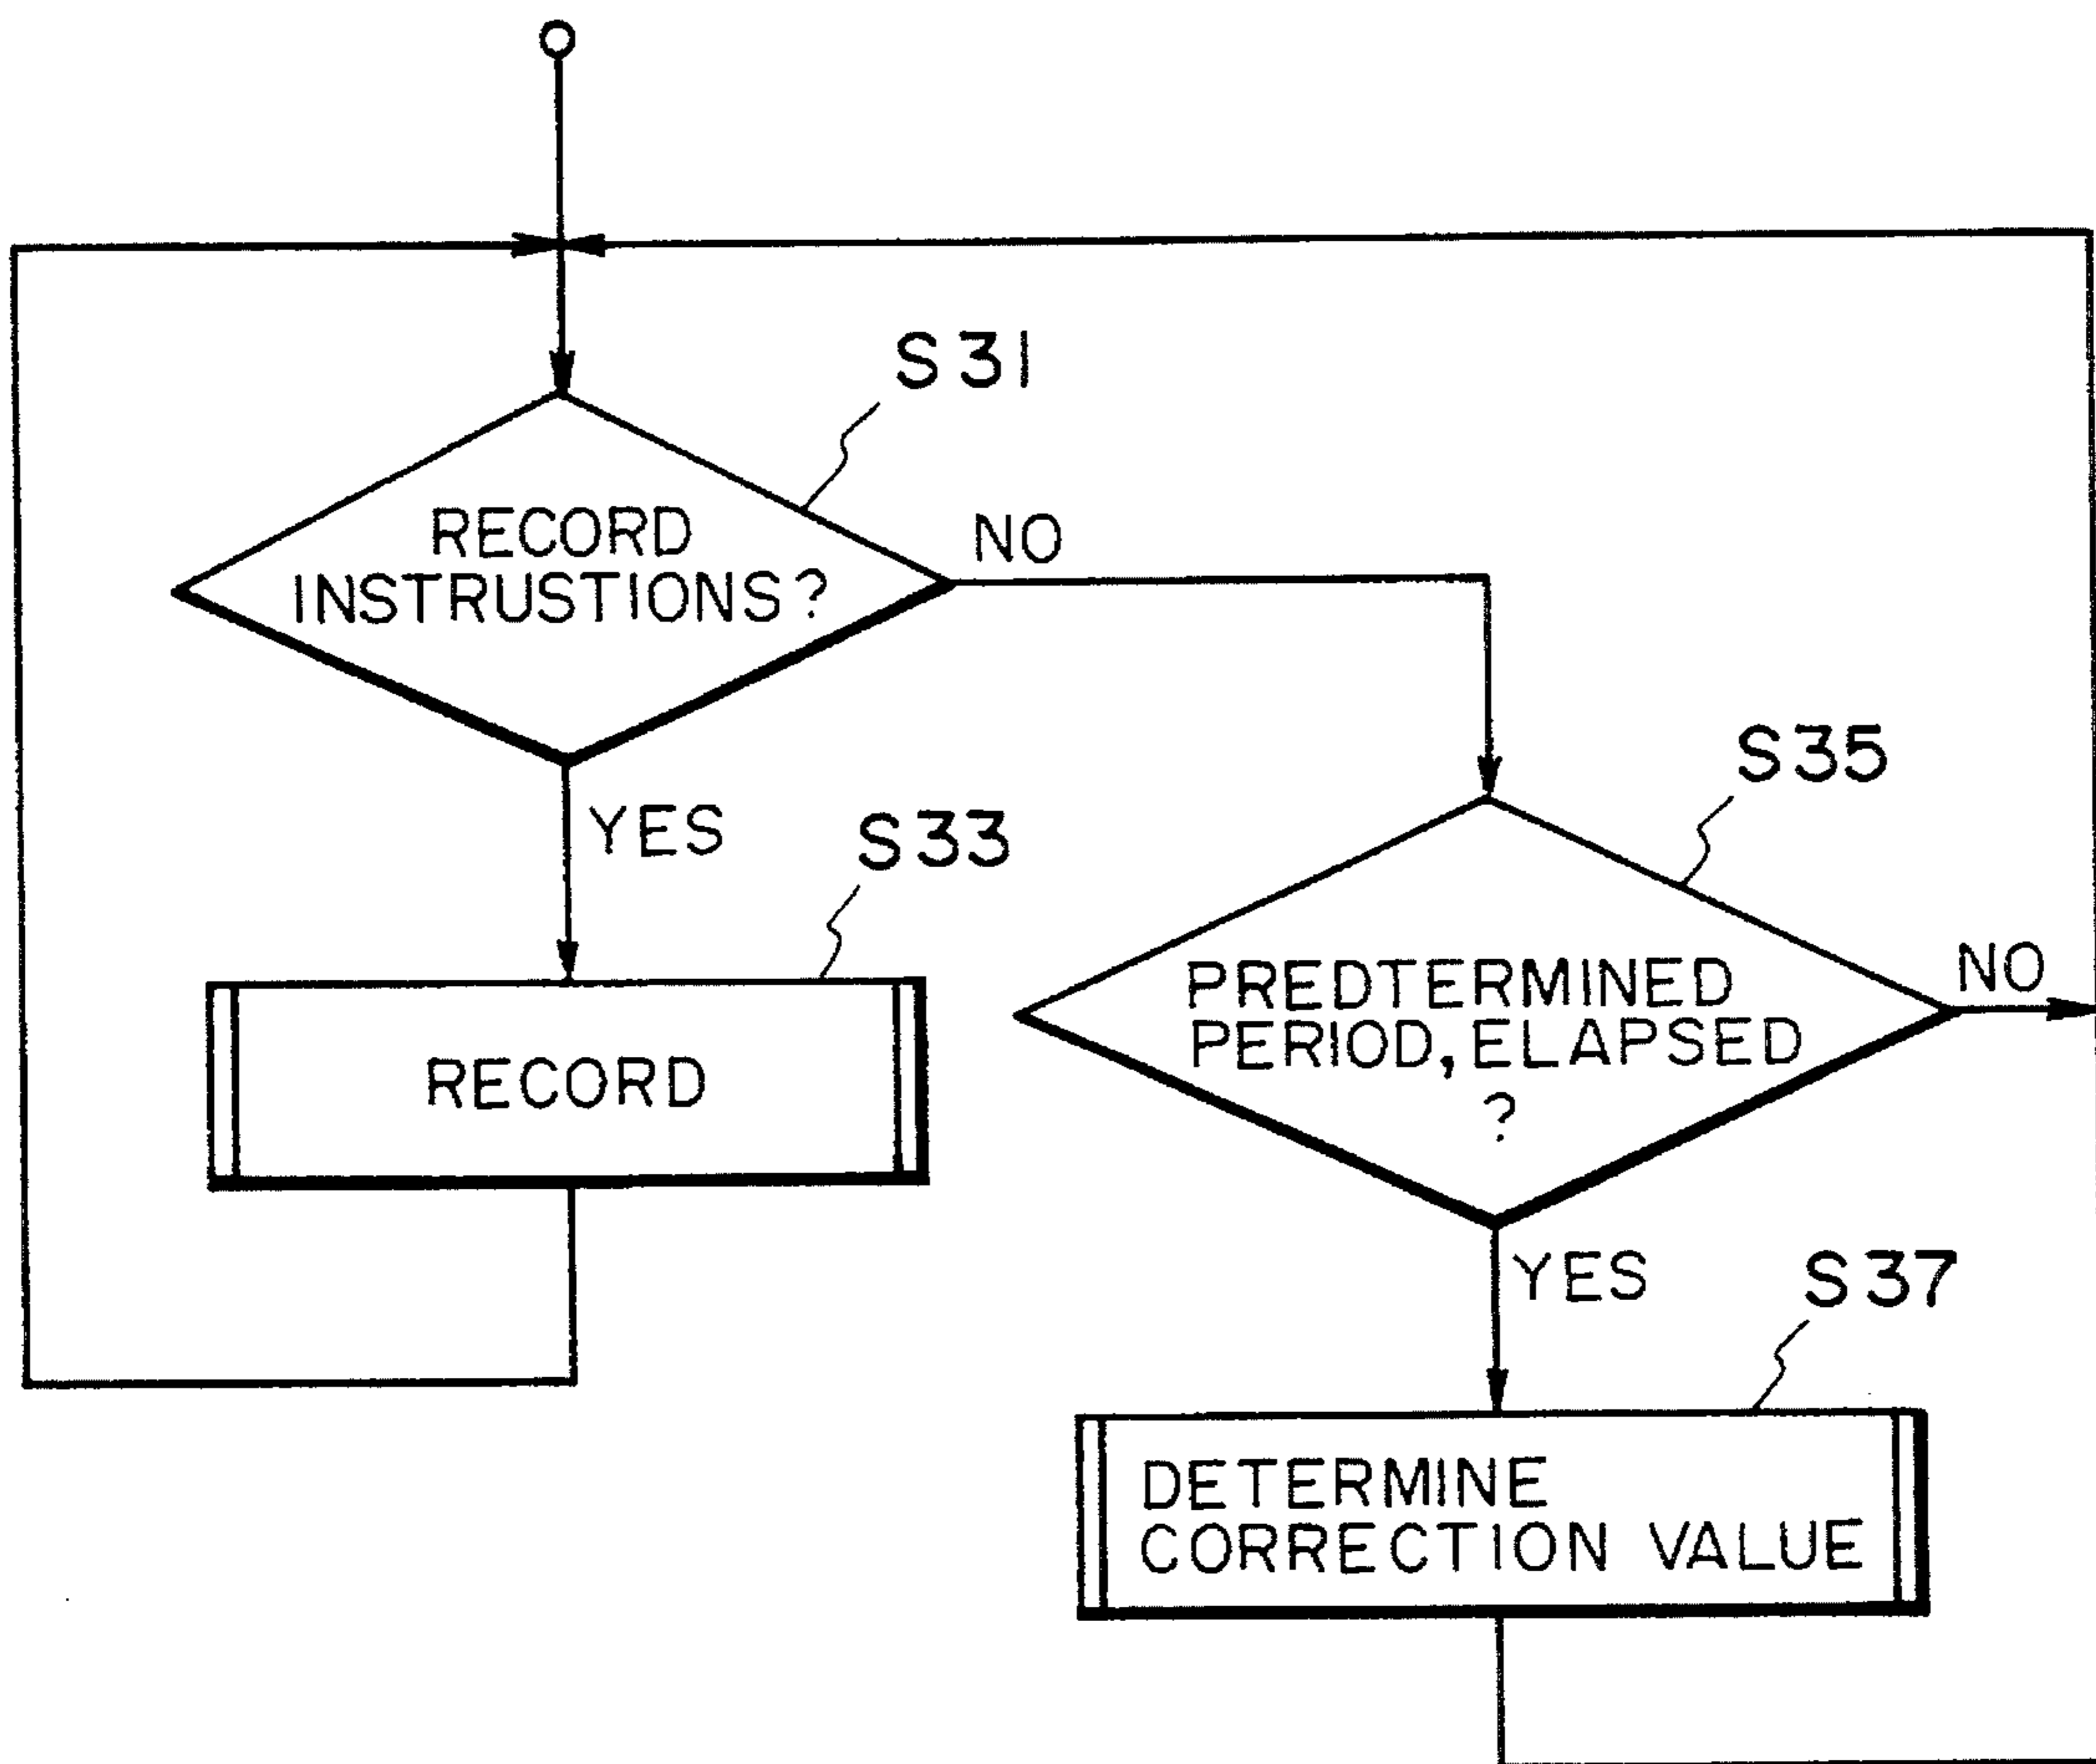 S31
RECORD
INSTRUSTIONS?
NO
YES
S33
RECORD
S35
PREDTERMINED
PERIOD, ELAPSED
?
NO
YES
S37
DETERMINE
CORRECTION VALUE